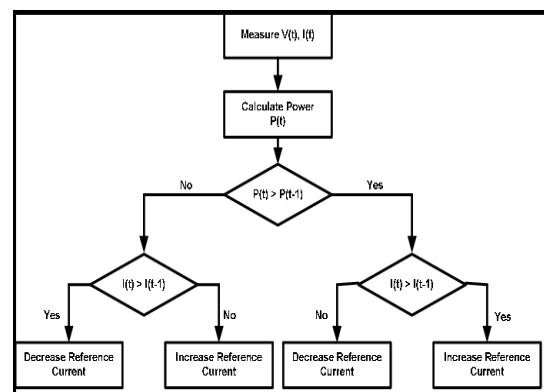 Measure V(t), I(t)
Calculate Power
P(t)
No
P(t) > P(t-1)
Yes
I(t) > I(t-1)
I(t) > I(t-1)
Yes
No
No
Yes
Decrease Reference
Current
Increase Reference
Current
Decrease Reference
Current
Increase Reference
Current